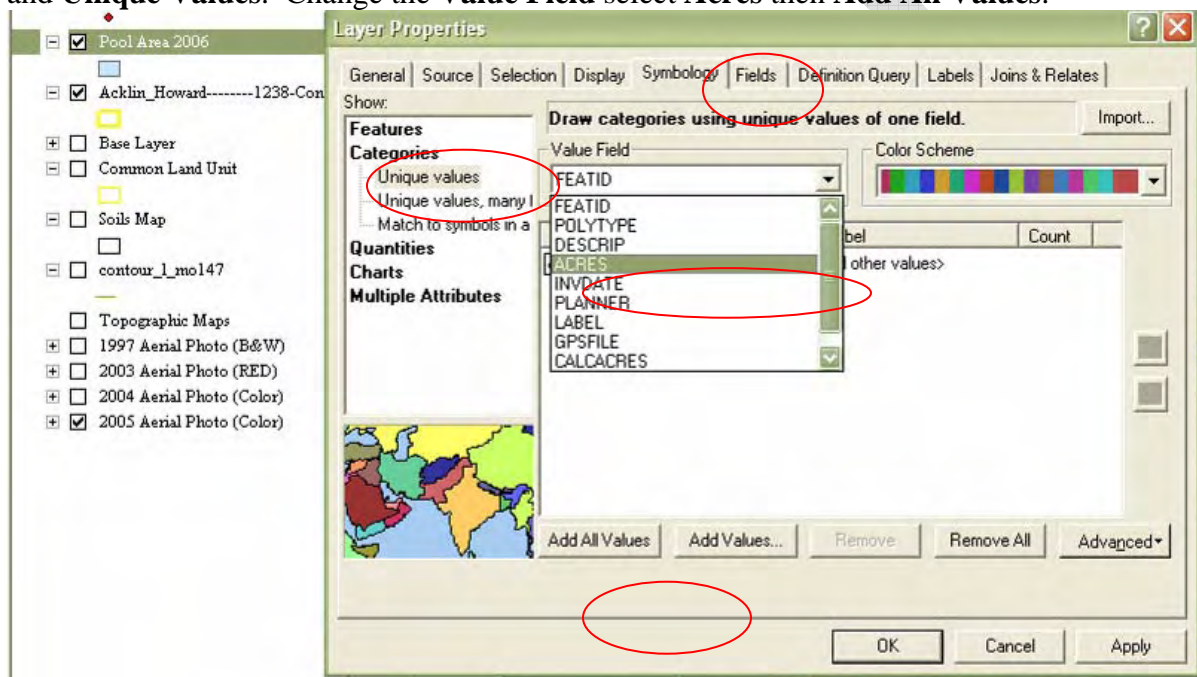 and Unique Values. Change the Value Field select Acres then Add All Values.
Pool Area 2006
Acklin_Howard--------1238-Con
Base Layer
Common Land Unit
Soils Map
contour_l_mo147
Topographic Maps
1997 Aerial Photo (B&W)
2003 Aerial Photo (RED)
2004 Aerial Photo (Color)
2005 Aerial Photo (Color)
Layer Properties
General Source Selection Display Symbology Fields Definition Query Labels Joins & Relates
Show:
Features
Categories
Unique values
Unique values, many f
Match to symbols in a
Quantities
Charts
Multiple Attributes
Draw categories using unique values of one field.
Import...
Value Field
FEATID
Color Scheme
FEATID
POLYTYPE
DESCRIP
ACRES
INVDATE
PLANNER
LABEL
GPSFILE
CALCACRES
bel Count
other values>
Add All Values Add Values... Remove Remove All Advanced
OK Cancel Apply